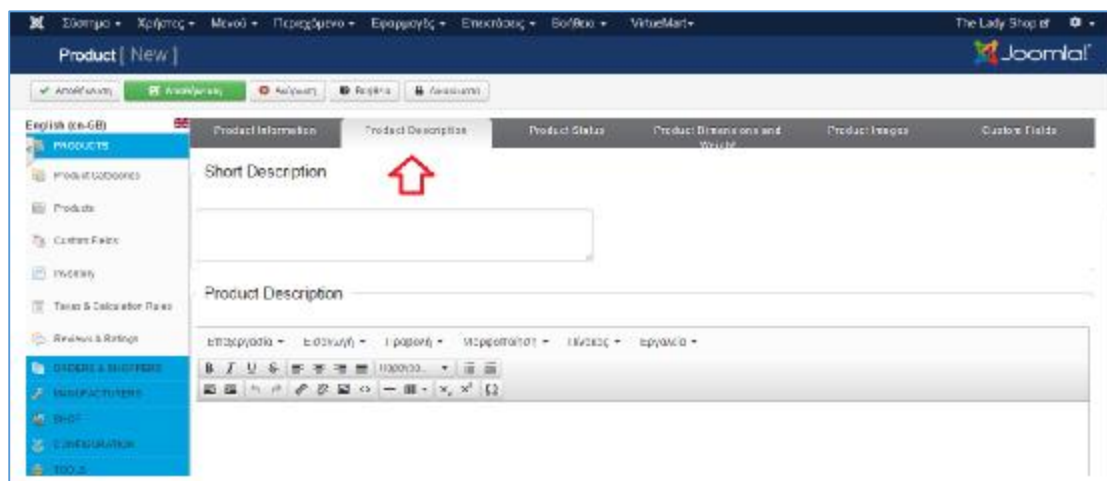 Σύστημα Χρήστες Μενού Περιεχόμενο Εφαρμογές Επεκτάσεις Βοήθεια VirtueMart The Lady Shop of
Product [ New ] Joomla!
Αποθήκευση Ακύρωση Βοήθεια
English (en-GB) Product Information Product Description Product Status Product Dimensions and Weight Product Images Custom Fields
PRODUCTS
Product Categories Short Description
Products
Custom Fields
Inventory
Taxes & Calculation Rules Product Description
Reviews & Ratings Επεξεργασία Εισαγωγή Προβολή Μορφοποίηση Πίνακας Εργαλεία
ORDERS & SHOPPERS B I U S
MANUFACTURERS
SHOP
CONFIGURATION
TOOLS